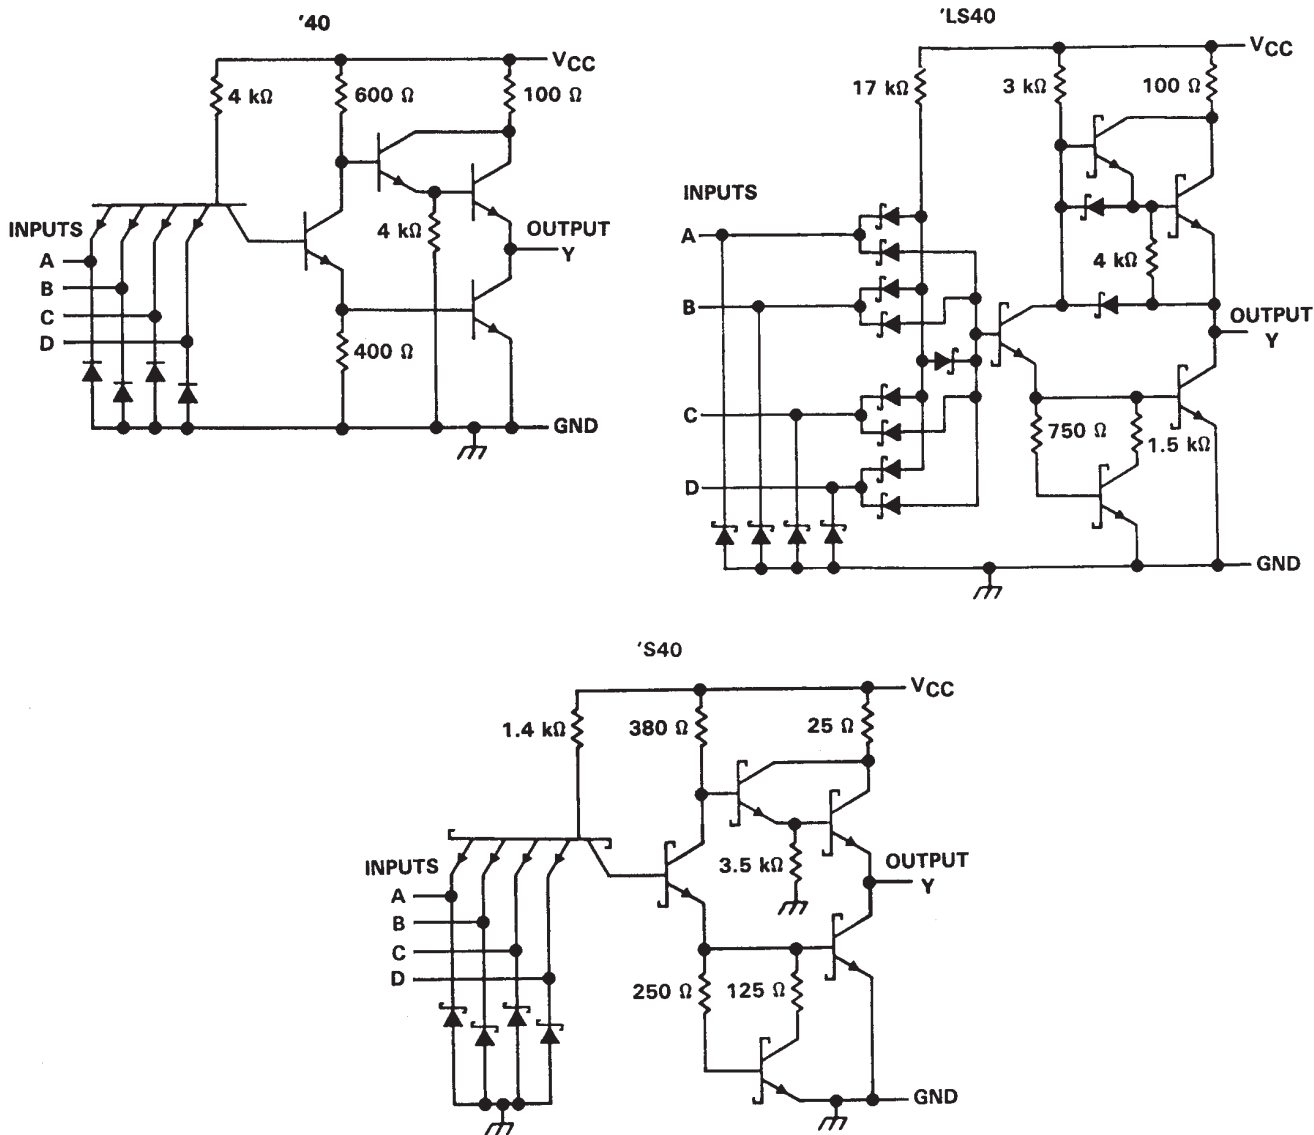 '40
VCC
4 kΩ
600 Ω
100 Ω
INPUTS
4 kΩ
OUTPUT
Y
A
B
C
D
400 Ω
GND
'LS40
VCC
17 kΩ
3 kΩ
100 Ω
INPUTS
A
4 kΩ
B
OUTPUT
Y
C
750 Ω
1.5 kΩ
D
GND
'S40
VCC
1.4 kΩ
380 Ω
25 Ω
INPUTS
3.5 kΩ
OUTPUT
Y
A
B
C
D
250 Ω
125 Ω
GND